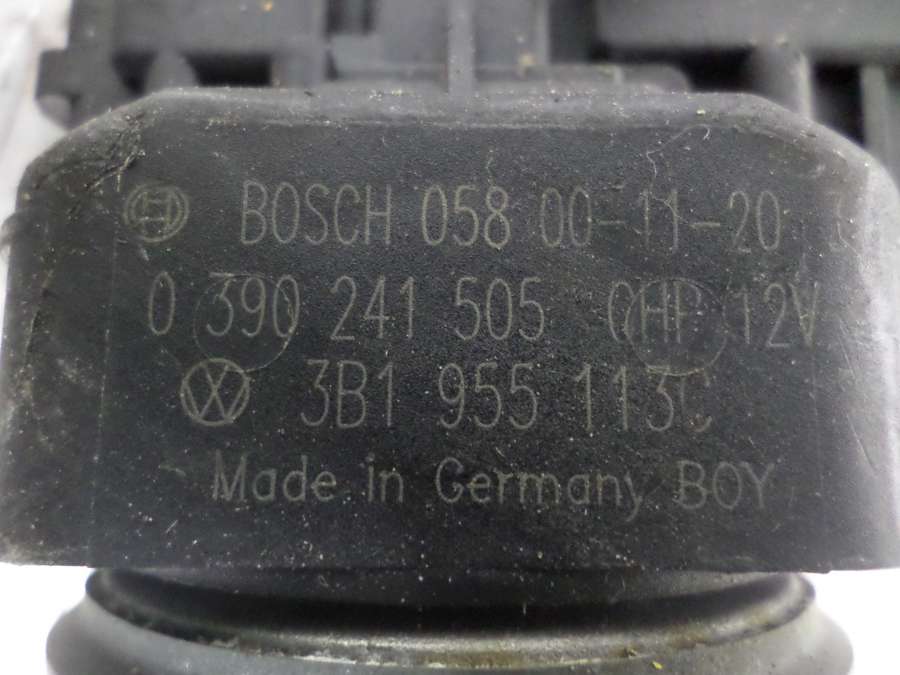 BOSCH 058 00-11-20
0 390 241 505 CHP 12V
3B1 955 113C
Made in Germany BOY